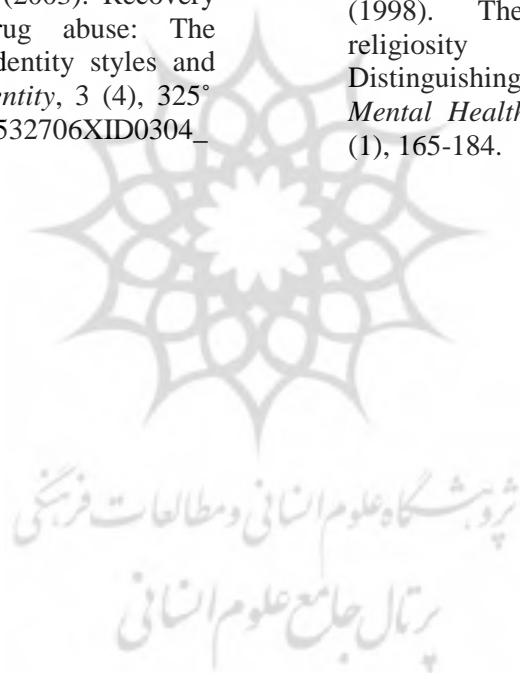 (2003). Recovery
rug abuse: The
dentity styles and
entity, 3 (4), 325˚
532706XID0304_
(1998). The
religiosity
Distinguishing
Mental Health
(1), 165-184.
پژوهشگاه علوم انسانی و مطالعات فرهنگی
پرتال جامع علوم انسانی